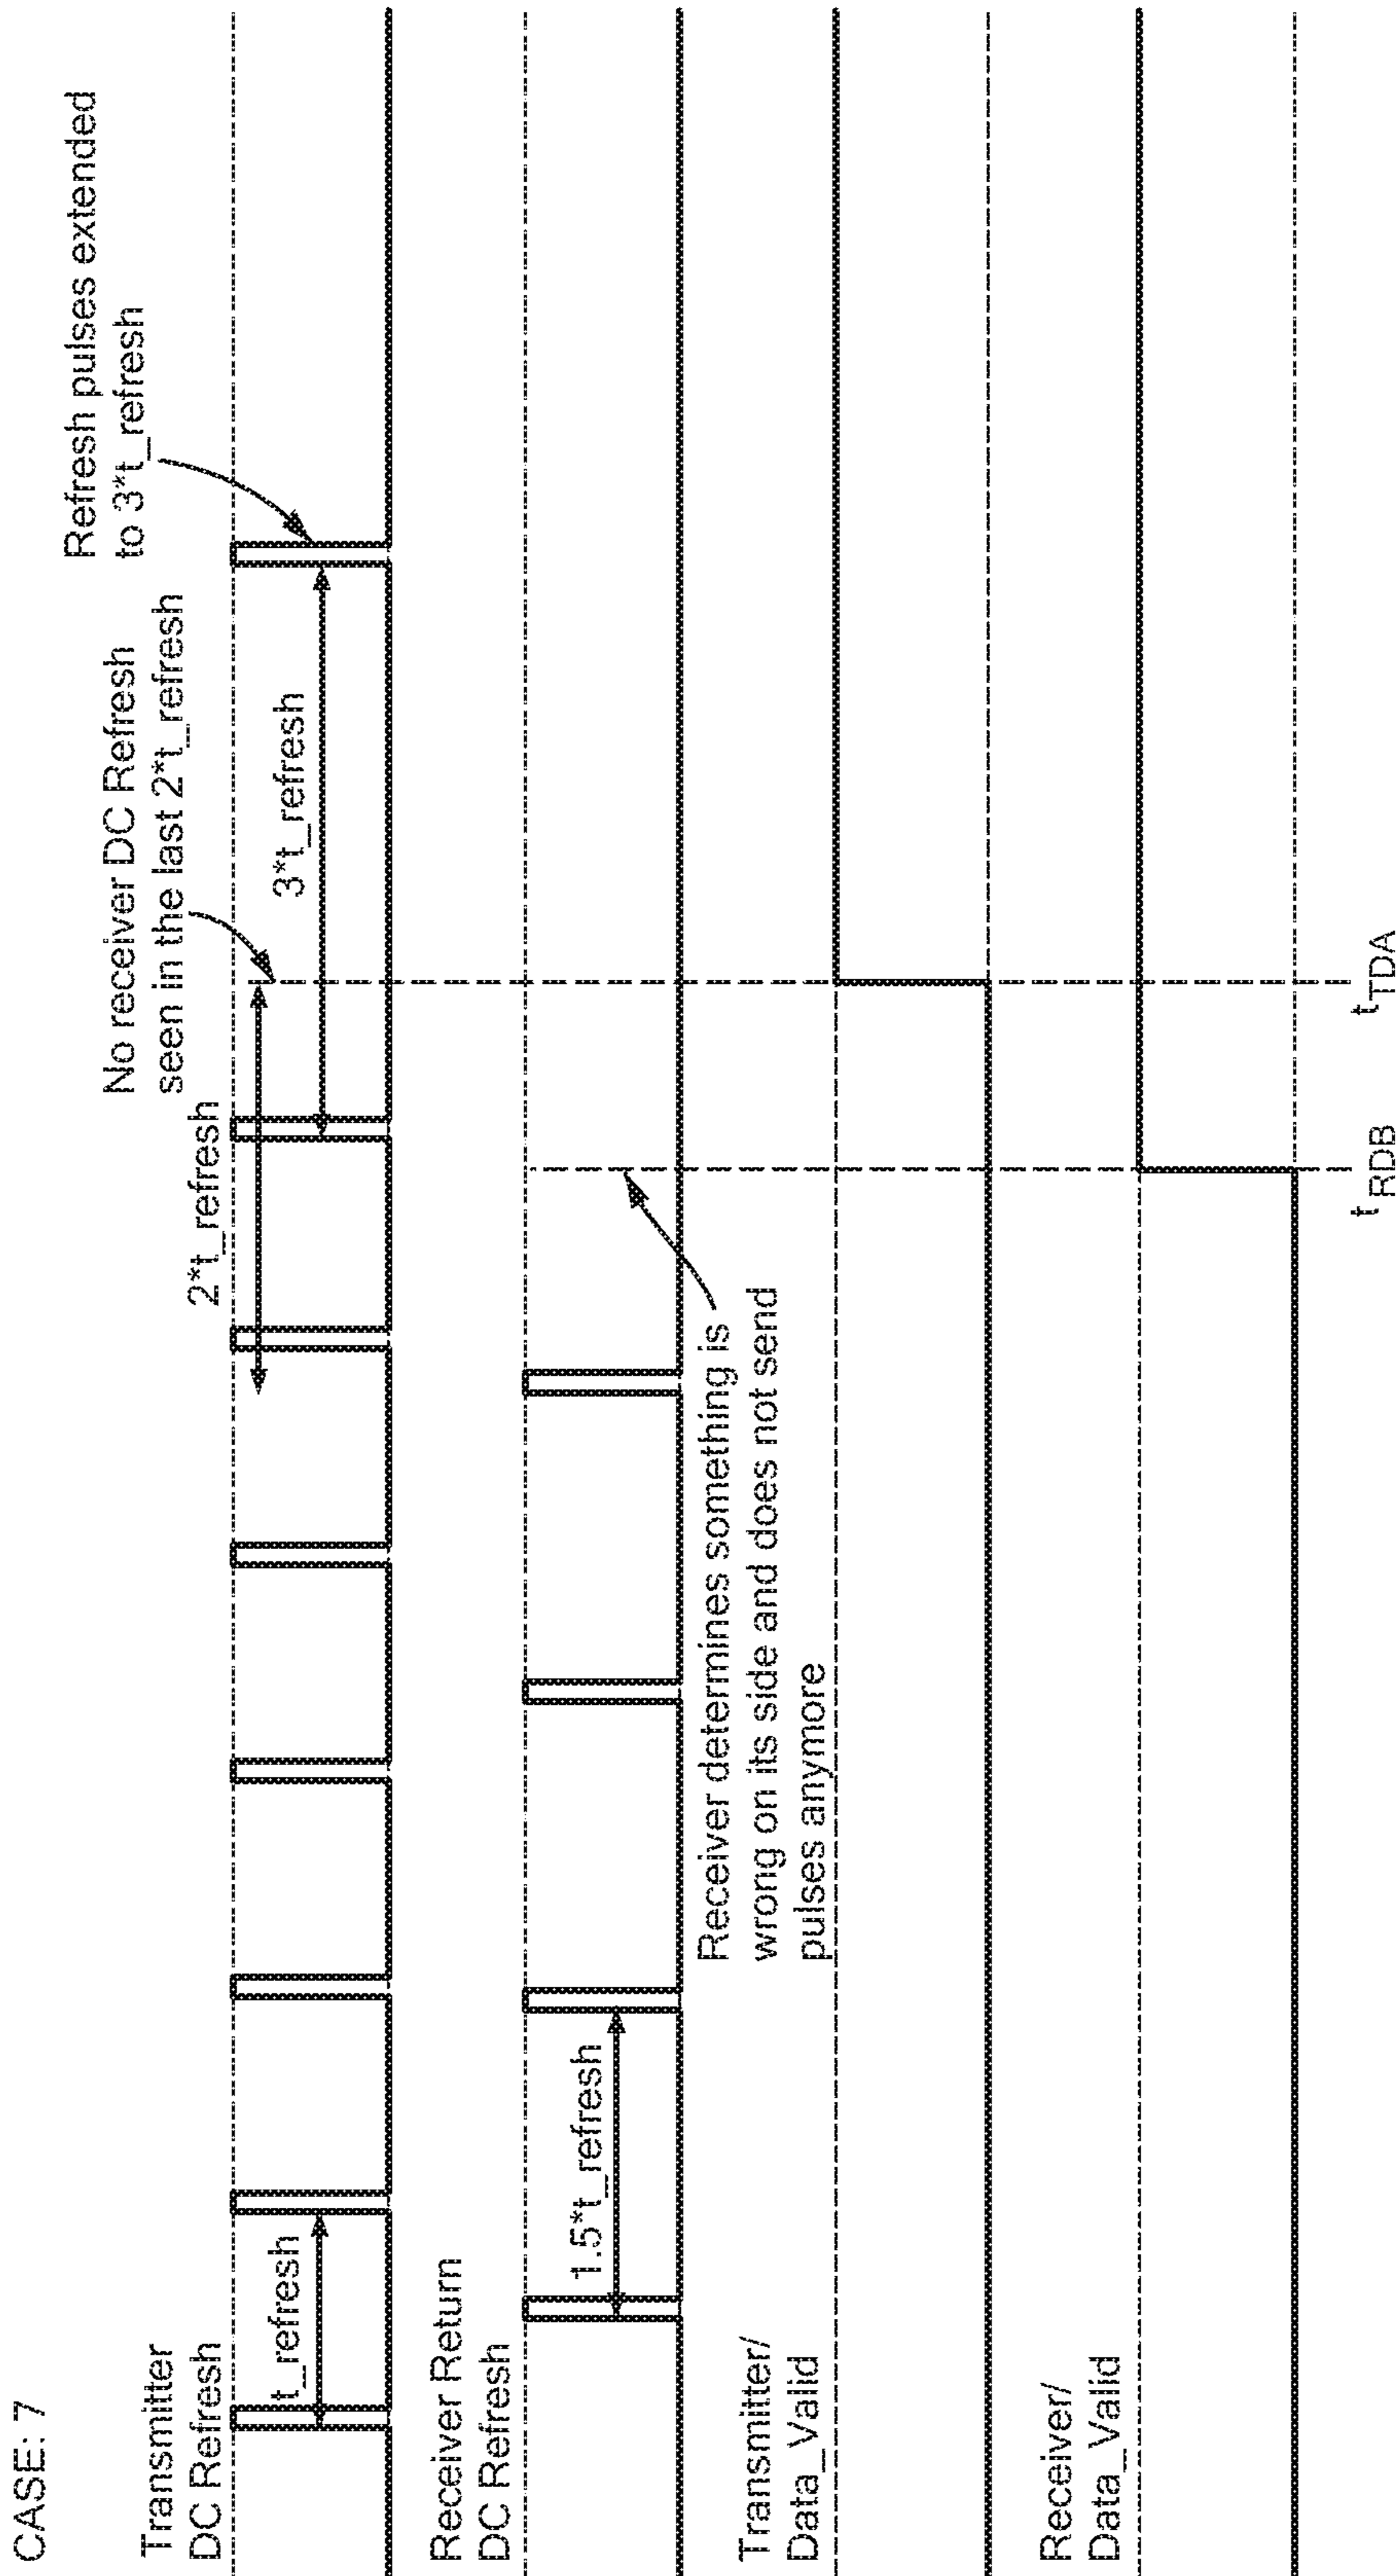 CASE: 7
Refresh pulses extended
to 3*t_refresh
No receiver DC Refresh
seen in the last 2*t_refresh
2*t_refresh
Transmitter
DC Refresh
t_refresh
3*t_refresh
Receiver Return
DC Refresh
1.5*t_refresh
Receiver determines something is
wrong on its side and does not send
pulses anymore
Transmitter/
Data_Valid
Receiver/
Data_Valid
tRDB
tTDA